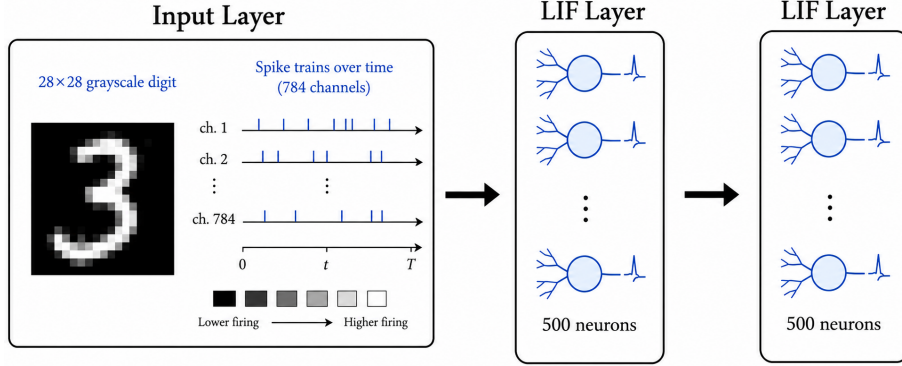 Input Layer
28×28 grayscale digit
Spike trains over time
(784 channels)
ch. 1
ch. 2
ch. 784
0 t T
Lower firing Higher firing
LIF Layer
500 neurons
LIF Layer
500 neurons